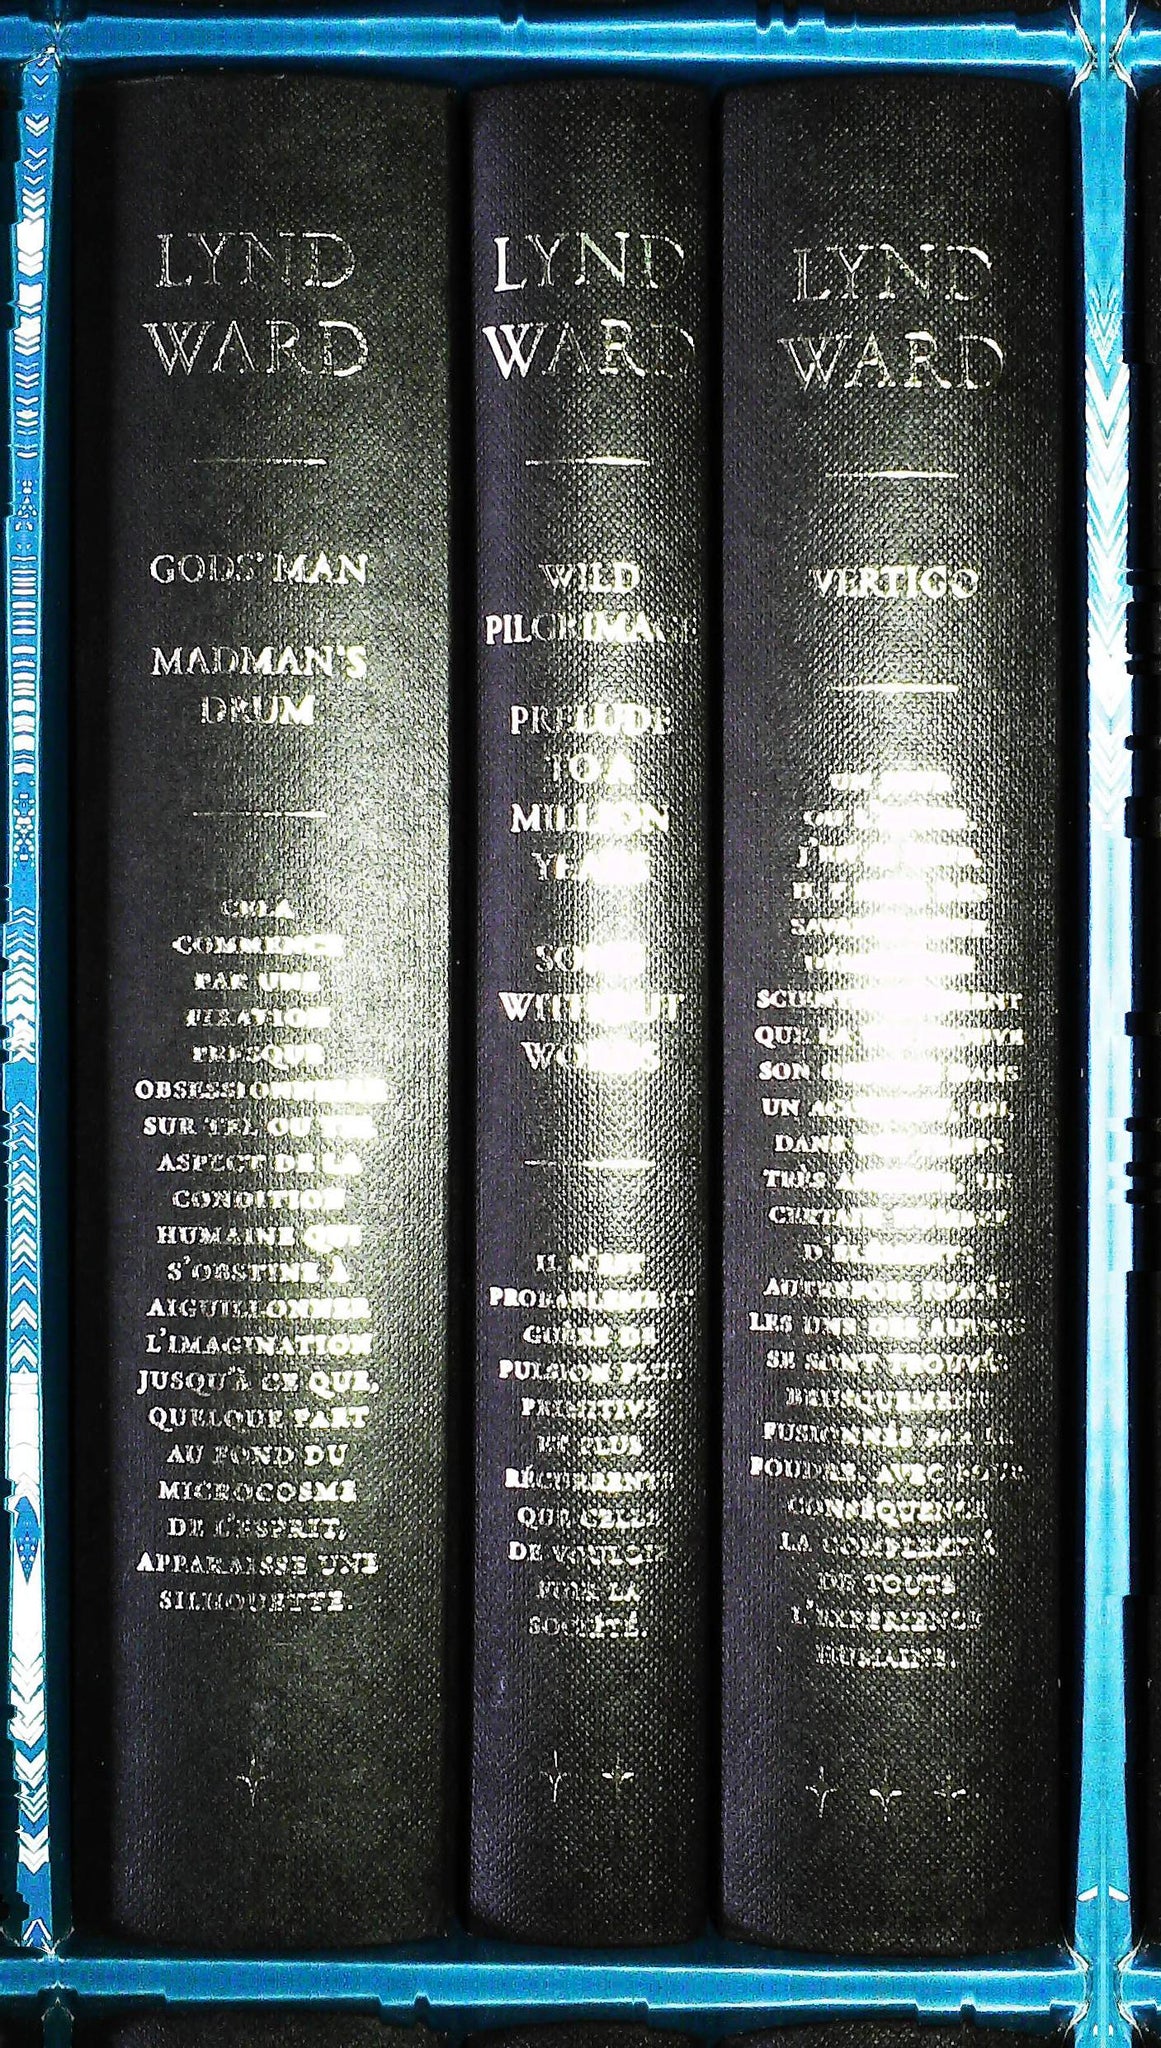 LYND
WARD
GODS' MAN
MADMAN'S
DRUM
CELA
COMMENCE
PAR UNE
FIXATION
PRESQUE
OBSESSIONNELLE
SUR TEL OU TEL
ASPECT DE LA
CONDITION
HUMAINE QUI
S'OBSTINE À
AIGUILLONNER
L'IMAGINATION
JUSQU'À CE QUE,
QUELQUE PART
AU FOND DU
MICROCOSME
DE L'ESPRIT,
APPARAISSE UNE
SILHOUETTE.
LYND
WARD
WILD
PILGRIMAGE
PRELUDE
TO A
MILLION
YEARS
SONG
WITHOUT
WORDS
IL N'EST
PROBABLEMENT
GUÈRE DE
PULSION PLUS
PRIMITIVE
ET PLUS
RÉCURRENTE
QUE CELLE
DE VOULOIR
FUIR LA
SOCIÉTÉ.
LYND
WARD
VERTIGO
SCIENTIFIQUEMENT
QUE LA
SON DANS
UN
DANS
TRÈS UN
CERTAIN
D'ÉLÉMENTS
AUTREFOIS ISOLÉS
LES UNS DES AUTRES
SE SONT TROUVÉS
BRUSQUEMENT
FUSIONNÉS PAR LA
FOUDRE, AVEC POUR
CONSÉQUENCE
LA COMPLEXITÉ
DE TOUTE
L'EXPÉRIENCE
HUMAINE.